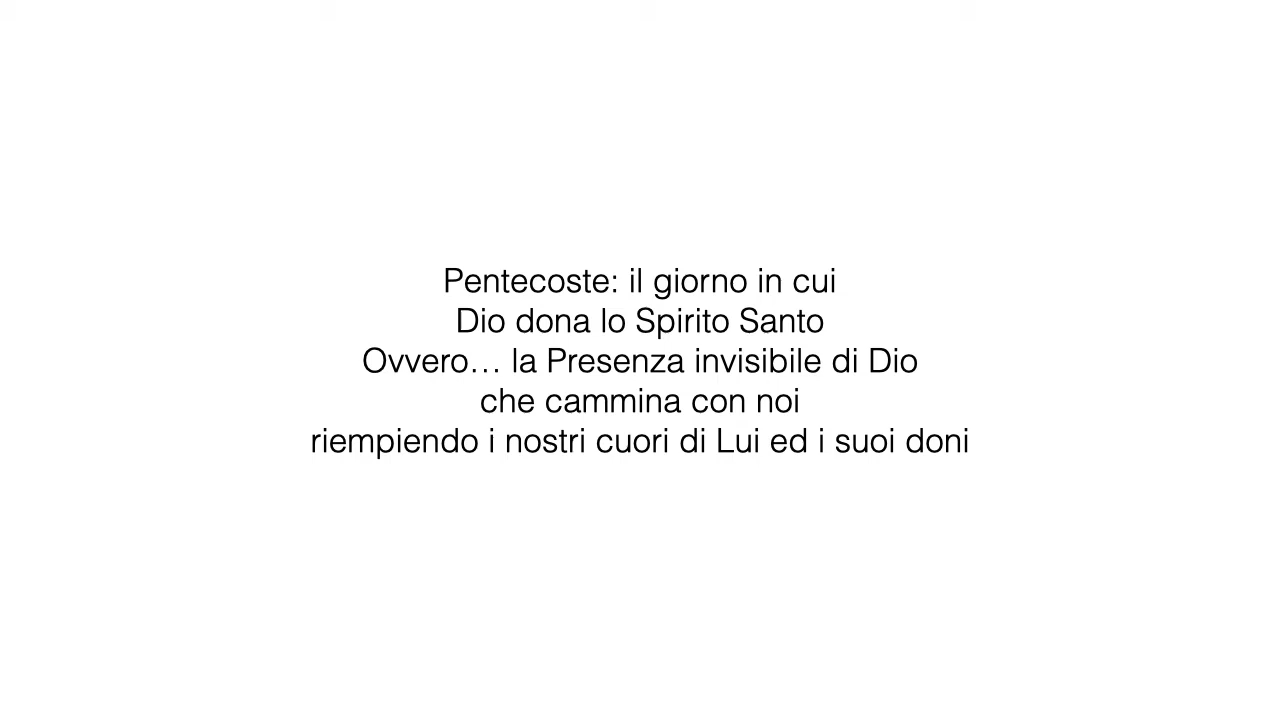 Pentecoste: il giorno in cui
Dio dona lo Spirito Santo
Ovvero… la Presenza invisibile di Dio
che cammina con noi
riempiendo i nostri cuori di Lui ed i suoi doni